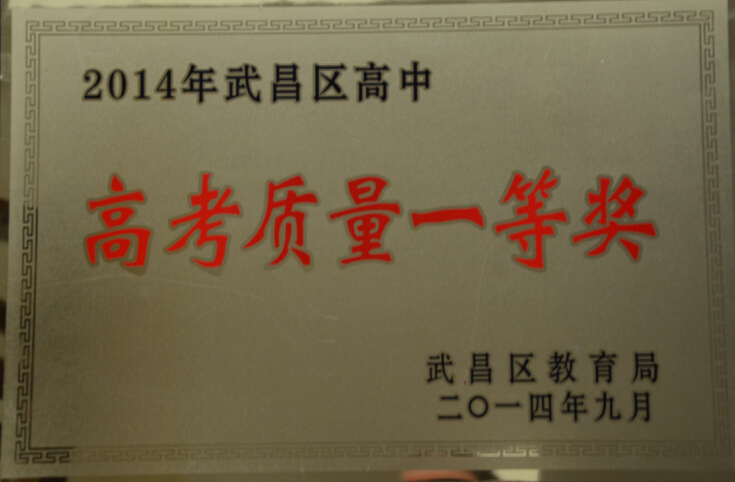 2014年武昌区高中
高考质量一等奖
武昌区教育局
二〇一四年九月